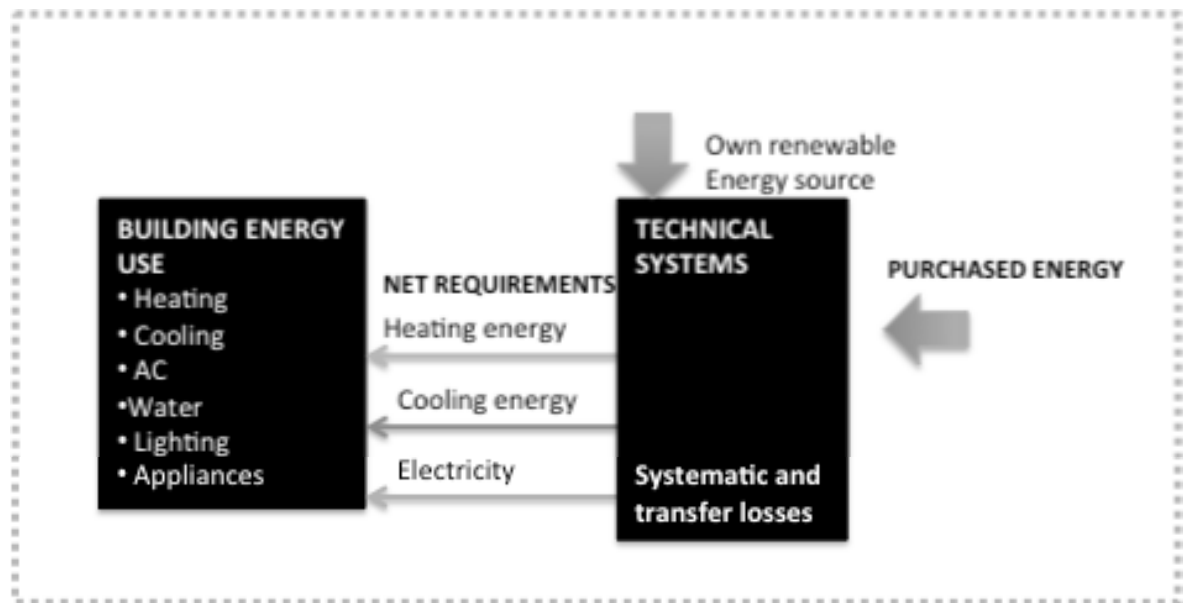 Own renewable
Energy source
BUILDING ENERGY
USE
• Heating
• Cooling
• AC
•Water
• Lighting
• Appliances
NET REQUIREMENTS
Heating energy
Cooling energy
Electricity
TECHNICAL
SYSTEMS
Systematic and
transfer losses
PURCHASED ENERGY